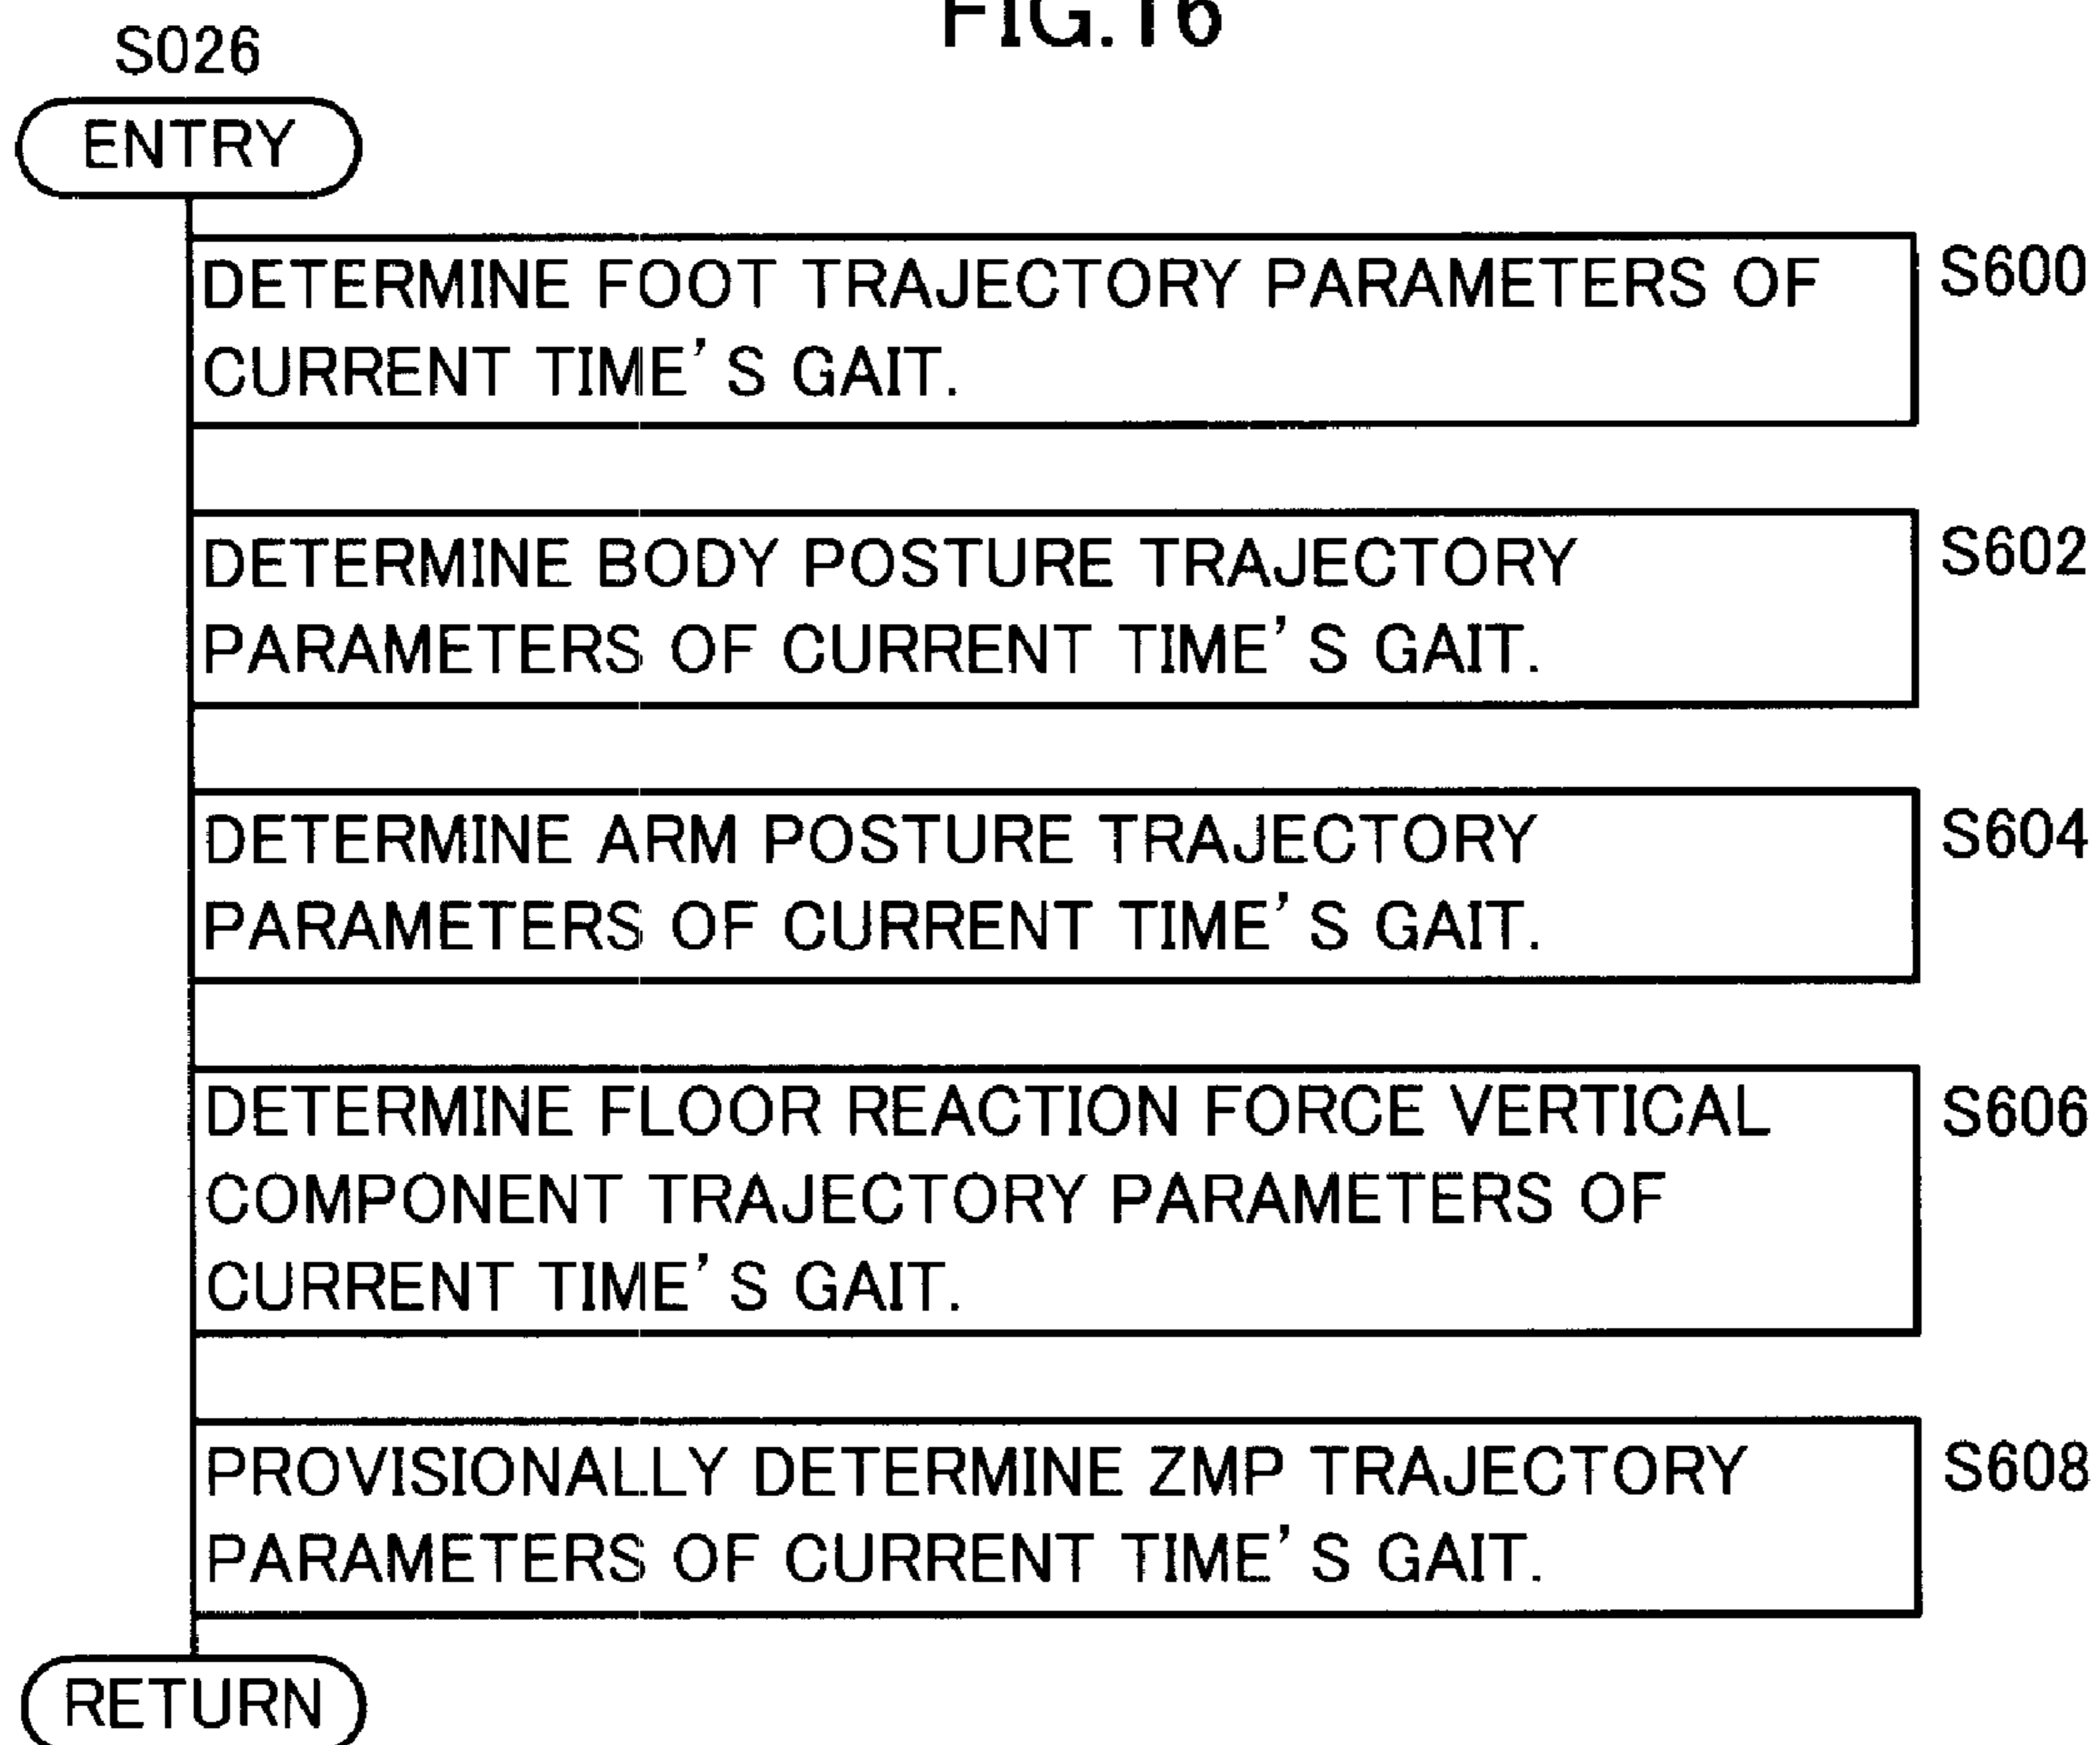 FIG.16
S026
ENTRY
DETERMINE FOOT TRAJECTORY PARAMETERS OF
CURRENT TIME'S GAIT.
S600
DETERMINE BODY POSTURE TRAJECTORY
PARAMETERS OF CURRENT TIME'S GAIT.
S602
DETERMINE ARM POSTURE TRAJECTORY
PARAMETERS OF CURRENT TIME'S GAIT.
S604
DETERMINE FLOOR REACTION FORCE VERTICAL
COMPONENT TRAJECTORY PARAMETERS OF
CURRENT TIME'S GAIT.
S606
PROVISIONALLY DETERMINE ZMP TRAJECTORY
PARAMETERS OF CURRENT TIME'S GAIT.
S608
RETURN